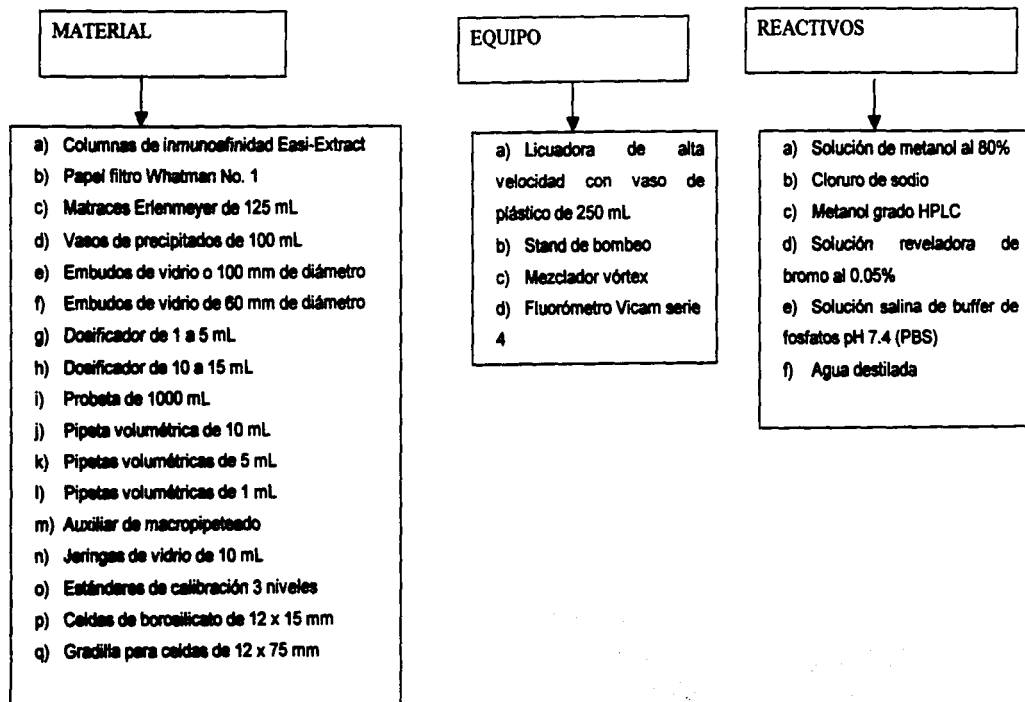 MATERIAL
a) Columnas de inmunoafinidad Easi-Extract
b) Papel filtro Whatman No. 1
c) Matraces Erlenmeyer de 125 mL
d) Vasos de precipitados de 100 mL
e) Embudos de vidrio o 100 mm de diámetro
f) Embudos de vidrio de 60 mm de diámetro
g) Dosificador de 1 a 5 mL
h) Dosificador de 10 a 15 mL
i) Probeta de 1000 mL
j) Pipeta volumétrica de 10 mL
k) Pipetas volumétricas de 5 mL
l) Pipetas volumétricas de 1 mL
m) Auxiliar de macropipeteado
n) Jeringas de vidrio de 10 mL
o) Estándares de calibración 3 niveles
p) Celdas de borosilicato de 12 x 15 mm
q) Gradilla para celdas de 12 x 75 mm
EQUIPO
a) Licuadora de alta
velocidad con vaso de
plástico de 250 mL
b) Stand de bombeo
c) Mezclador vórtex
d) Fluorómetro Vicam serie
4
REACTIVOS
a) Solución de metanol al 80%
b) Cloruro de sodio
c) Metanol grado HPLC
d) Solución reveladora de
bromo al 0.05%
e) Solución salina de buffer de
fosfatos pH 7.4 (PBS)
f) Agua destilada